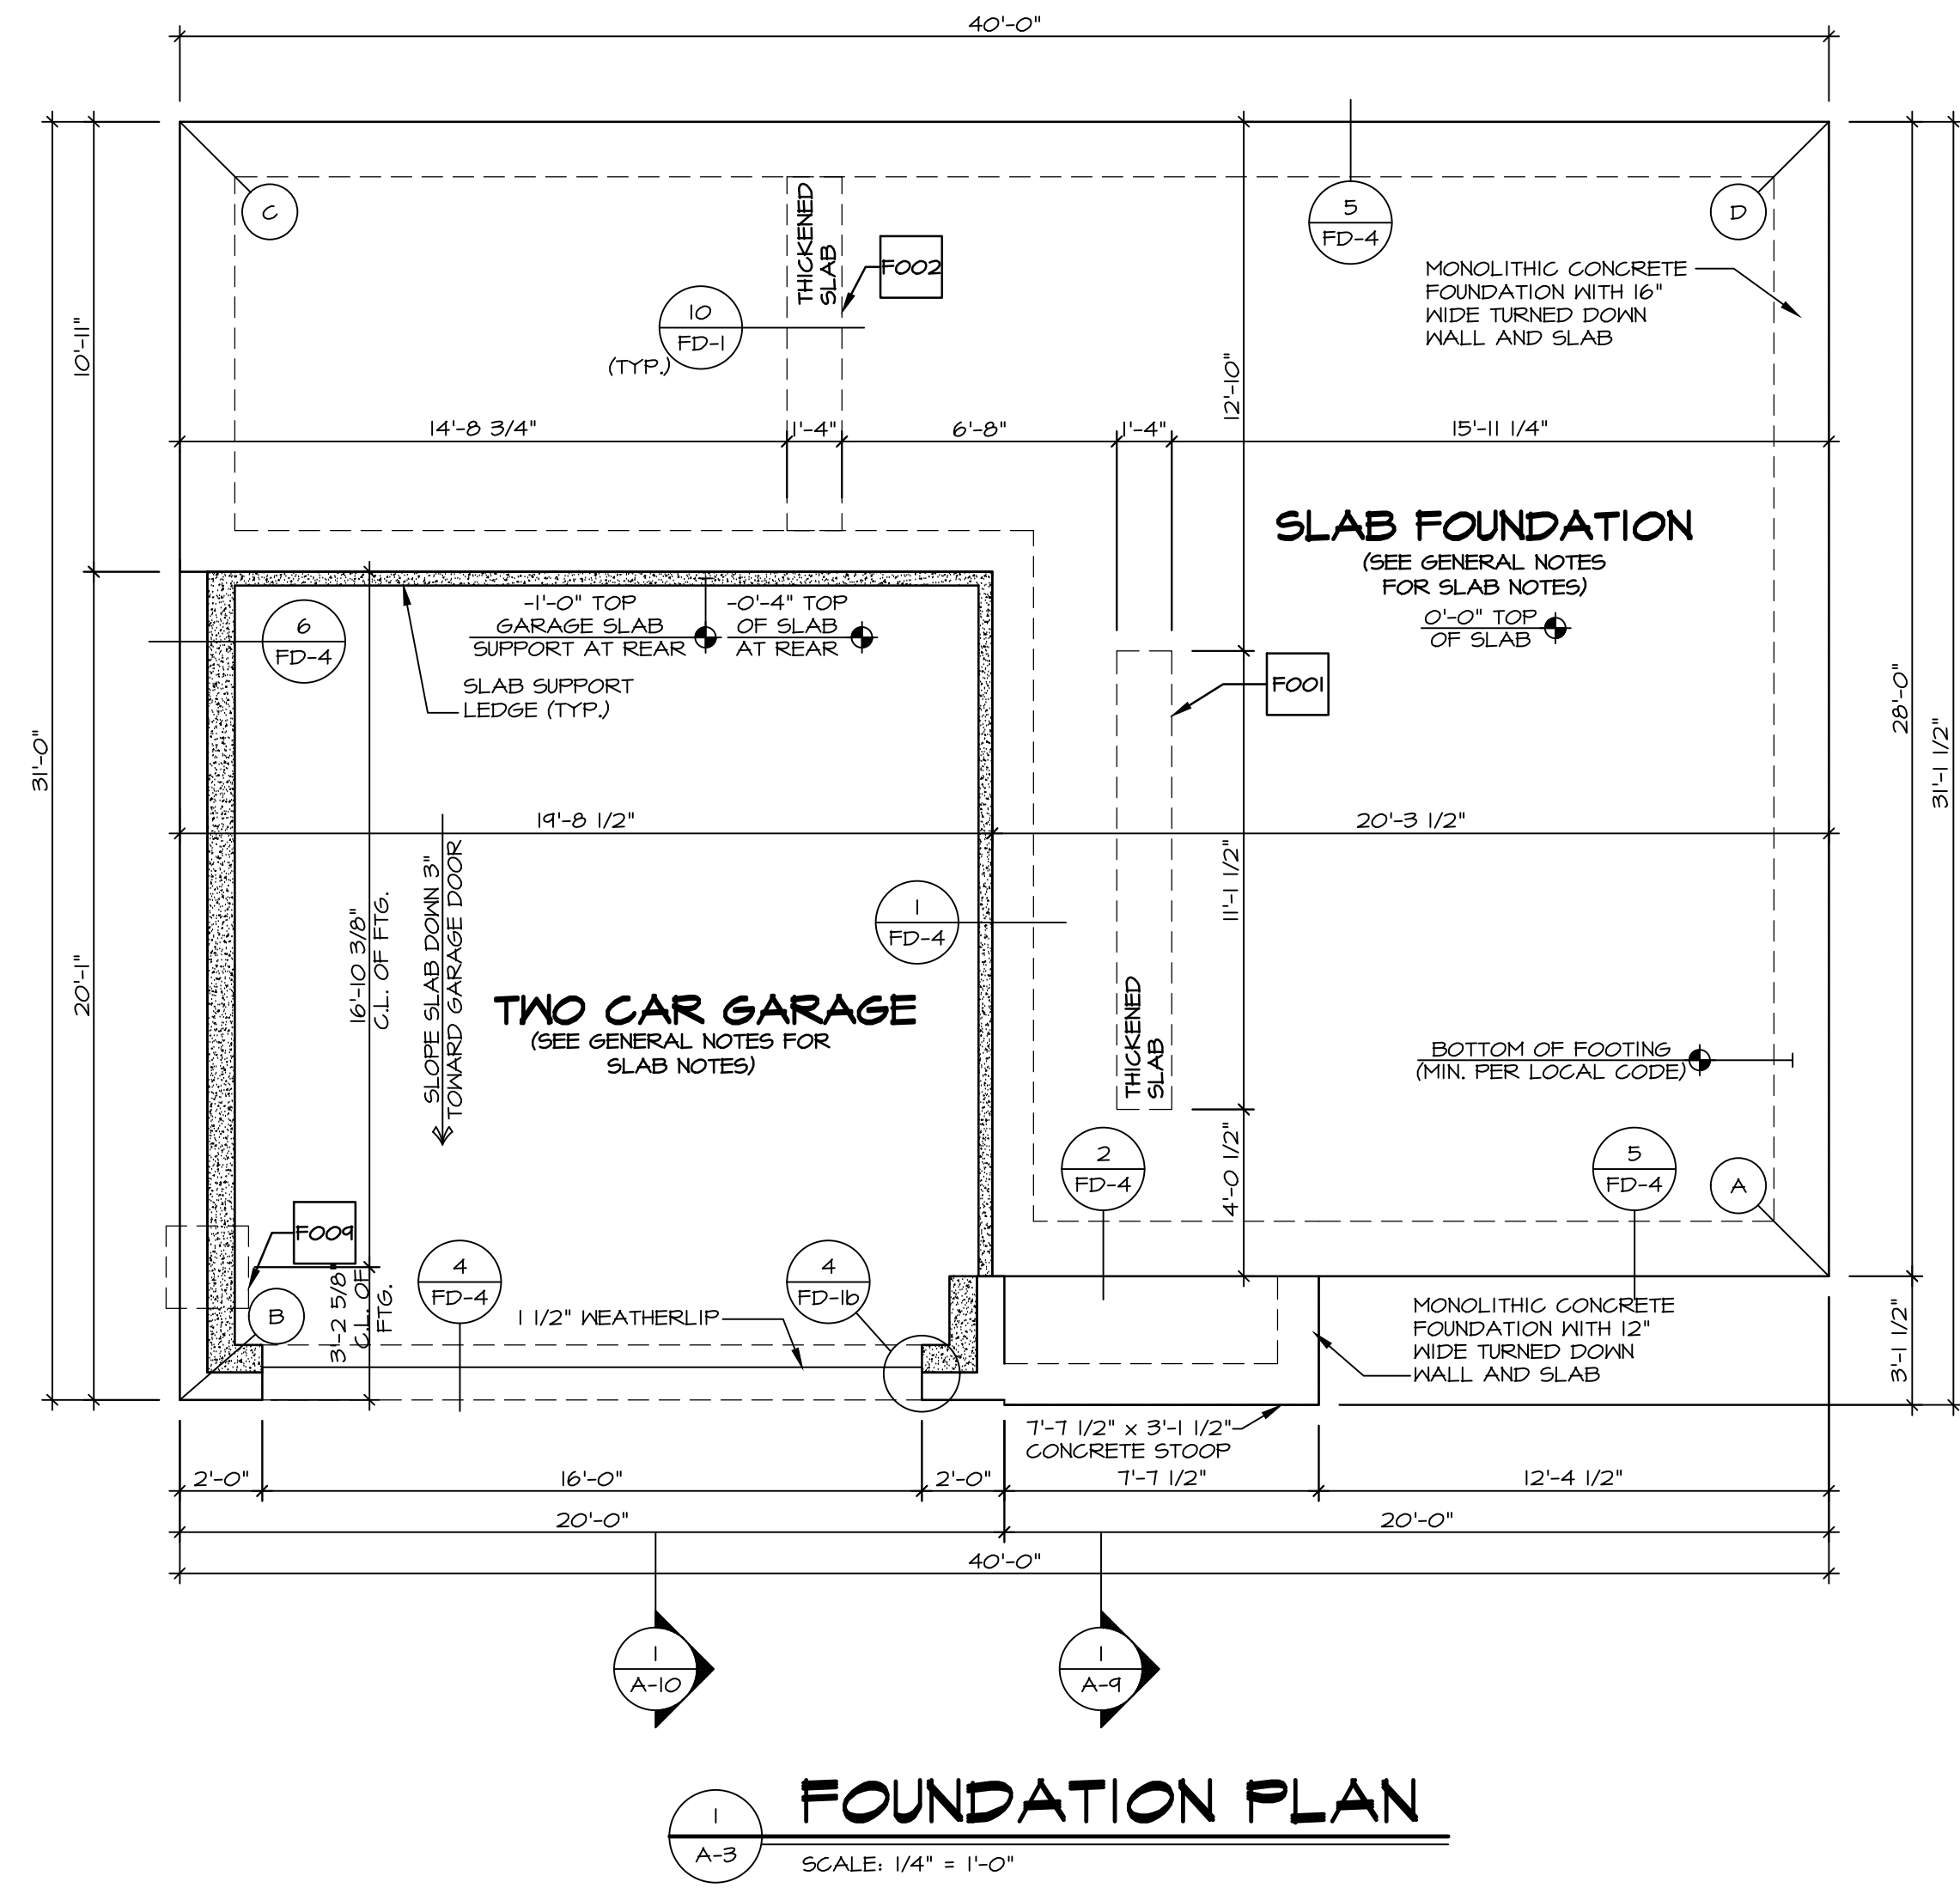 40'-0"
C
THICKENED
SLAB
F002
5
FD-4
D
MONOLITHIC CONCRETE
FOUNDATION WITH 16"
WIDE TURNED DOWN
WALL AND SLAB
10
FD-1
(TYP.)
10'-11"
12'-10"
14'-8 3/4"
1'-4"
6'-8"
1'-4"
15'-11 1/4"
SLAB FOUNDATION
(SEE GENERAL NOTES
FOR SLAB NOTES)
0'-0" TOP
OF SLAB
6
FD-4
-1'-0" TOP
GARAGE SLAB
SUPPORT AT REAR
-0'-4" TOP
OF SLAB
AT REAR
SLAB SUPPORT
LEDGE (TYP.)
F001
31'-0"
28'-0"
31'-1 1/2"
19'-8 1/2"
20'-3 1/2"
20'-1"
16'-10 3/8"
C.L. OF FTG.
SLOPE SLAB DOWN 3"
TOWARD GARAGE DOOR
1
FD-4
11'-1 1/2"
TWO CAR GARAGE
(SEE GENERAL NOTES FOR
SLAB NOTES)
THICKENED
SLAB
BOTTOM OF FOOTING
(MIN. PER LOCAL CODE)
2
FD-4
4'-0 1/2"
5
FD-4
A
F009
B
3'-2 5/8"
C.L. OF
FTG.
4
FD-4
4
FD-1b
1 1/2" WEATHERLIP
MONOLITHIC CONCRETE
FOUNDATION WITH 12"
WIDE TURNED DOWN
WALL AND SLAB
3'-1 1/2"
7'-7 1/2" x 3'-1 1/2"
CONCRETE STOOP
2'-0"
16'-0"
2'-0"
7'-7 1/2"
12'-4 1/2"
20'-0"
20'-0"
40'-0"
1
A-10
1
A-9
1
A-3
FOUNDATION PLAN
SCALE: 1/4" = 1'-0"